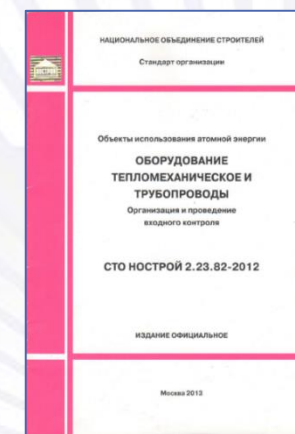 НАЦИОНАЛЬНОЕ ОБЪЕДИНЕНИЕ СТРОИТЕЛЕЙ
Стандарт организации
Объекты использования атомной энергии
ОБОРУДОВАНИЕ
ТЕПЛОМЕХАНИЧЕСКОЕ И
ТРУБОПРОВОДЫ
Организация и проведение
входного контроля
СТО НОСТРОЙ 2.23.82-2012
ИЗДАНИЕ ОФИЦИАЛЬНОЕ
Москва 2013